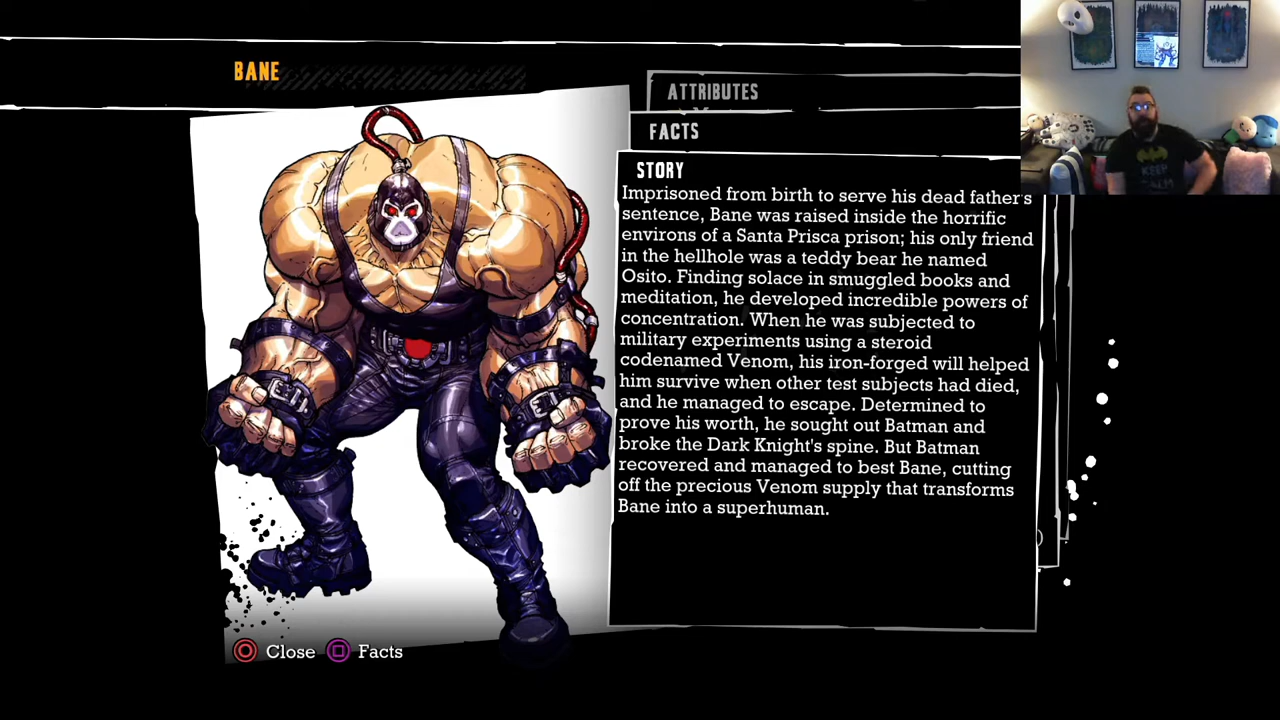 BANE
ATTRIBUTES
FACTS
STORY
Imprisoned from birth to serve his dead father's
sentence, Bane was raised inside the horrific
environs of a Santa Prisca prison; his only friend
in the hellhole was a teddy bear he named
Osito. Finding solace in smuggled books and
meditation, he developed incredible powers of
concentration. When he was subjected to
military experiments using a steroid
codenamed Venom, his iron-forged will helped
him survive when other test subjects had died,
and he managed to escape. Determined to
prove his worth, he sought out Batman and
broke the Dark Knight's spine. But Batman
recovered and managed to best Bane, cutting
off the precious Venom supply that transforms
Bane into a superhuman.
Close
Facts
KEEP
CALM